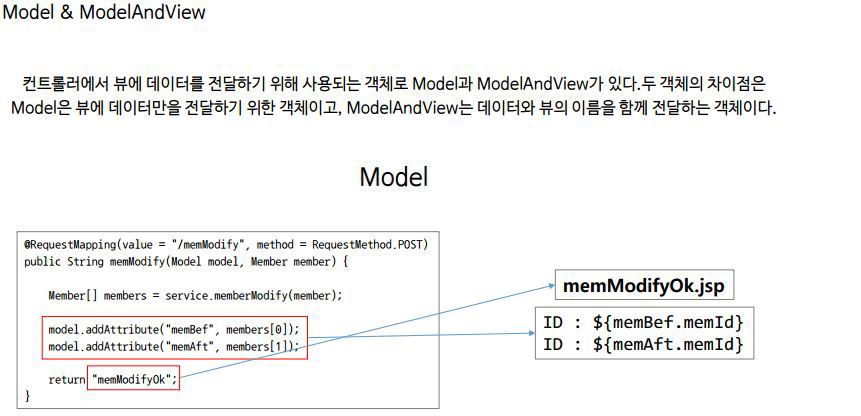 Model & ModelAndView
컨트롤러에서 뷰에 데이터를 전달하기 위해 사용되는 객체로 Model과 ModelAndView가 있다.두 객체의 차이점은
Model은 뷰에 데이터만을 전달하기 위한 객체이고, ModelAndView는 데이터와 뷰의 이름을 함께 전달하는 객체이다.
Model
@RequestMapping(value = "/memModify", method = RequestMethod.POST)
public String memModify(Model model, Member member) {
Member[] members = service.memberModify(member);
model.addAttribute("memBef", members[0]);
model.addAttribute("memAft", members[1]);
return "memModifyOk";
}
memModifyOk.jsp
ID : ${memBef.memId}
ID : ${memAft.memId}